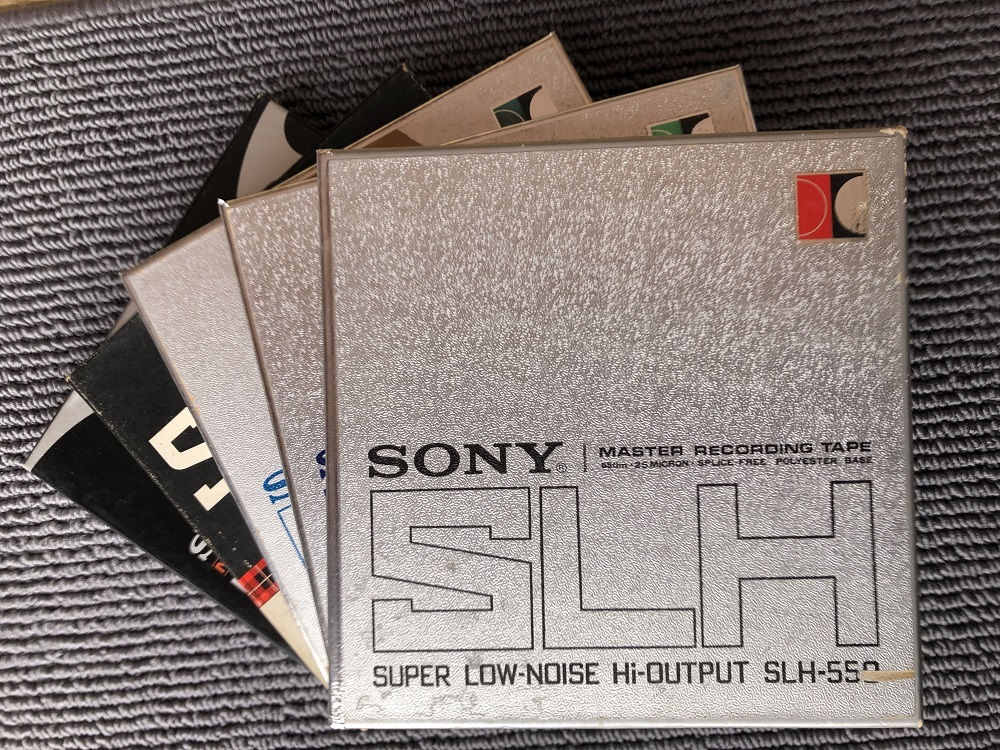 SONY®
MASTER RECORDING TAPE
550m · 25 MICRON · SPLICE FREE POLYESTER BASE
SLH
SUPER LOW-NOISE Hi-OUTPUT SLH-550